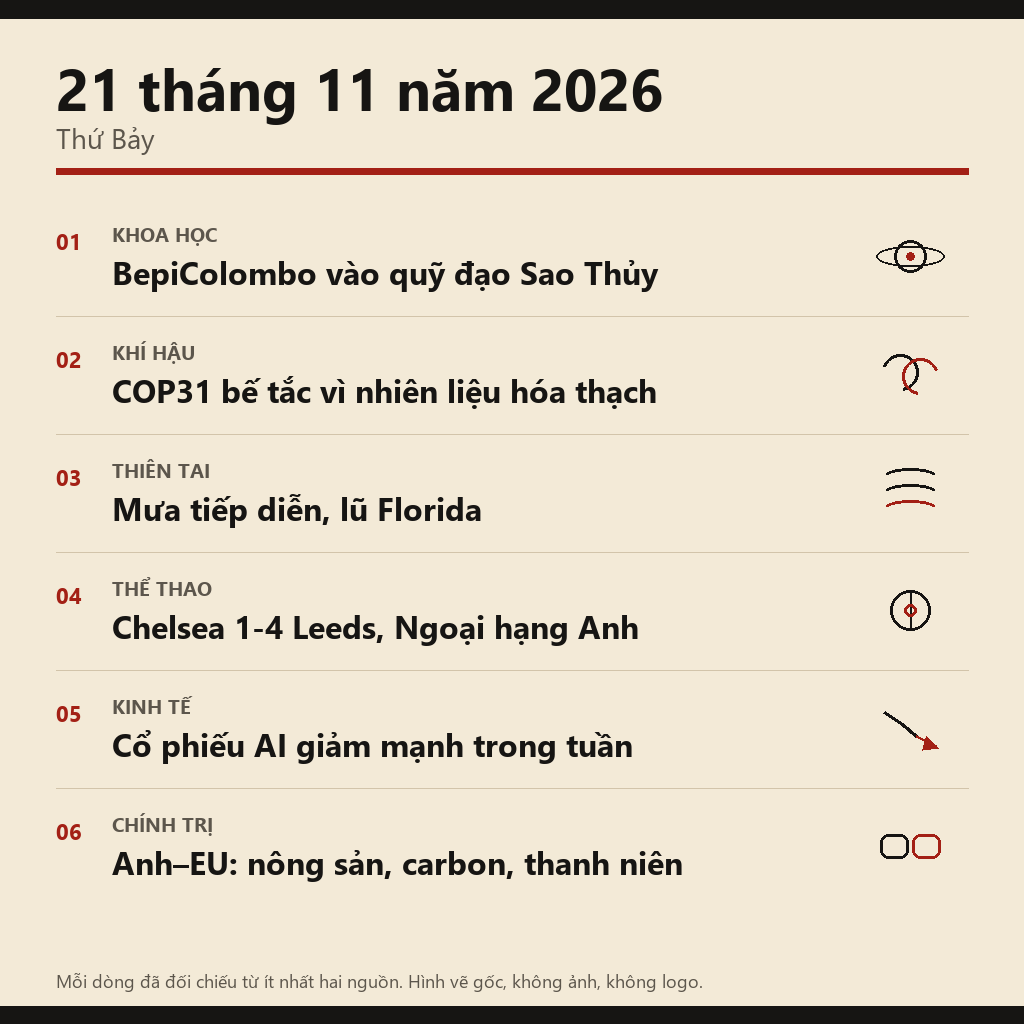 21 tháng 11 năm 2026
Thứ Bảy
01
KHOA HỌC
BepiColombo vào quỹ đạo Sao Thủy
02
KHÍ HẬU
COP31 bế tắc vì nhiên liệu hóa thạch
03
THIÊN TAI
Mưa tiếp diễn, lũ Florida
04
THỂ THAO
Chelsea 1-4 Leeds, Ngoại hạng Anh
05
KINH TẾ
Cổ phiếu AI giảm mạnh trong tuần
06
CHÍNH TRỊ
Anh–EU: nông sản, carbon, thanh niên
Mỗi dòng đã đối chiếu từ ít nhất hai nguồn. Hình vẽ gốc, không ảnh, không logo.